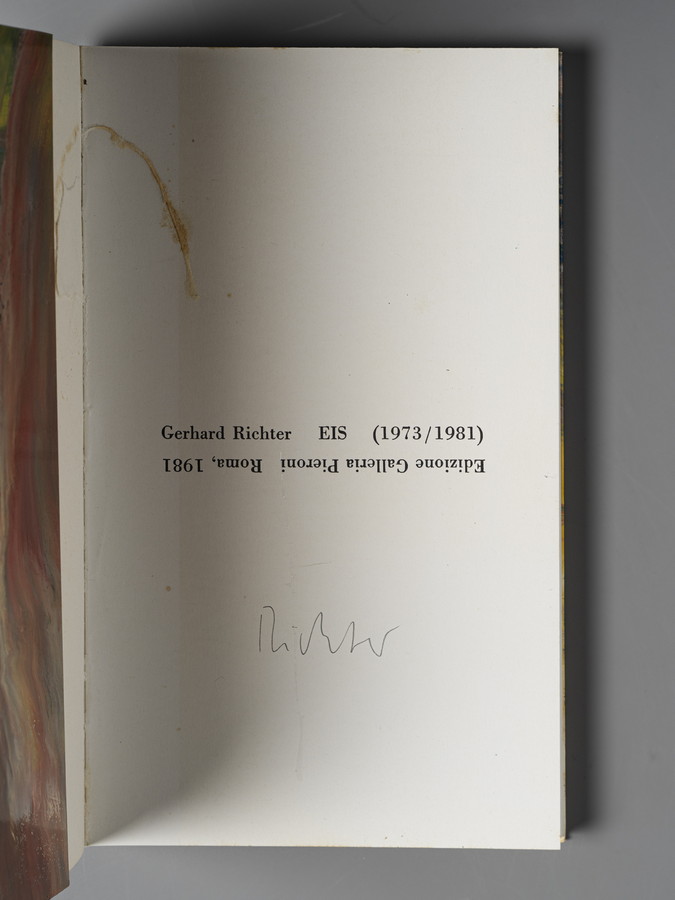 Gerhard Richter EIS (1973/1981)
Edizione Galleria Pieroni Roma, 1981
Richter